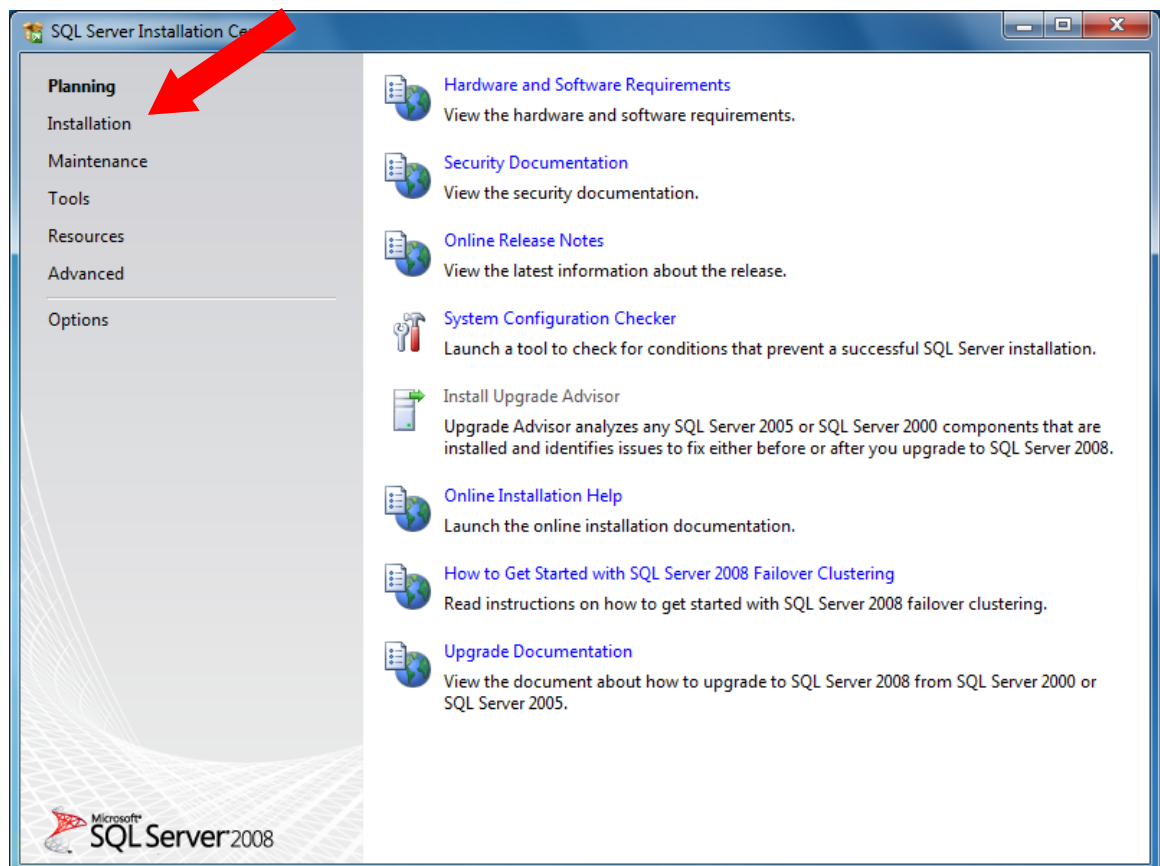 SQL Server Installation Ce
Planning
Installation
Maintenance
Tools
Resources
Advanced
Options
Hardware and Software Requirements
View the hardware and software requirements.
Security Documentation
View the security documentation.
Online Release Notes
View the latest information about the release.
System Configuration Checker
Launch a tool to check for conditions that prevent a successful SQL Server installation.
Install Upgrade Advisor
Upgrade Advisor analyzes any SQL Server 2005 or SQL Server 2000 components that are
installed and identifies issues to fix either before or after you upgrade to SQL Server 2008.
Online Installation Help
Launch the online installation documentation.
How to Get Started with SQL Server 2008 Failover Clustering
Read instructions on how to get started with SQL Server 2008 failover clustering.
Upgrade Documentation
View the document about how to upgrade to SQL Server 2008 from SQL Server 2000 or
SQL Server 2005.
Microsoft
SQL Server 2008